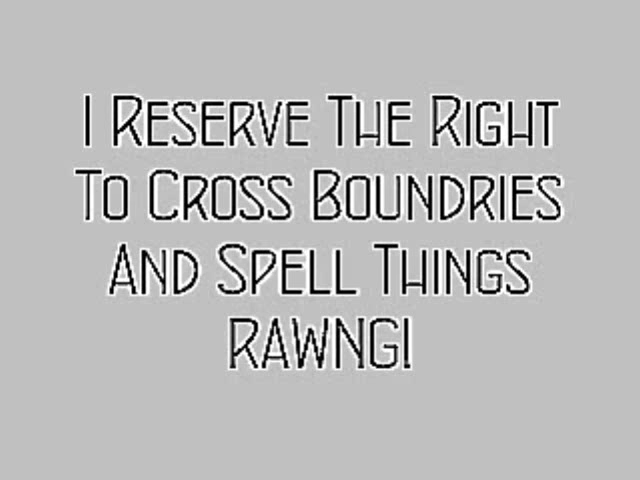 I Reserve The Right
To Cross Boundries
And Spell Things
RAWNG!